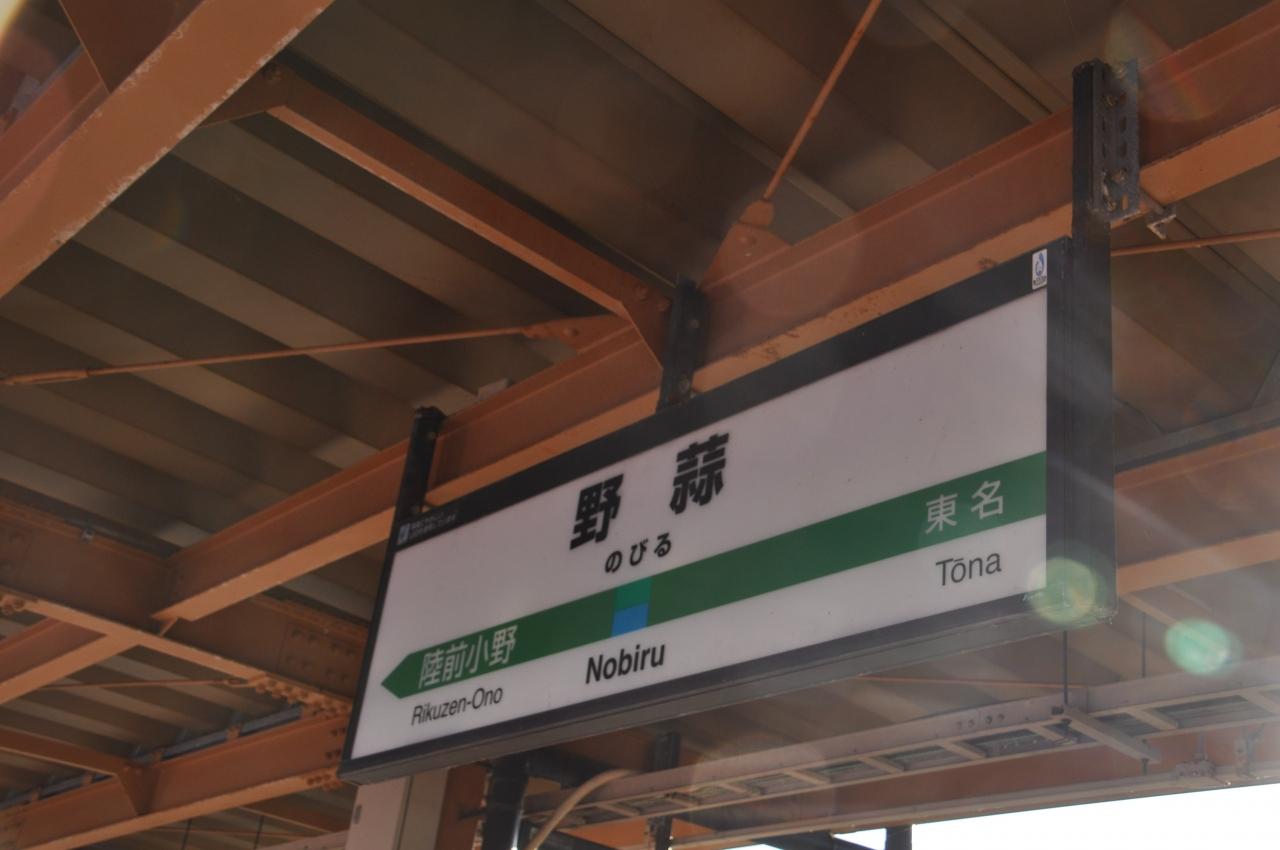 野蒜
のびる
東名
Tōna
陸前小野
Rikuzen-Ono
Nobiru